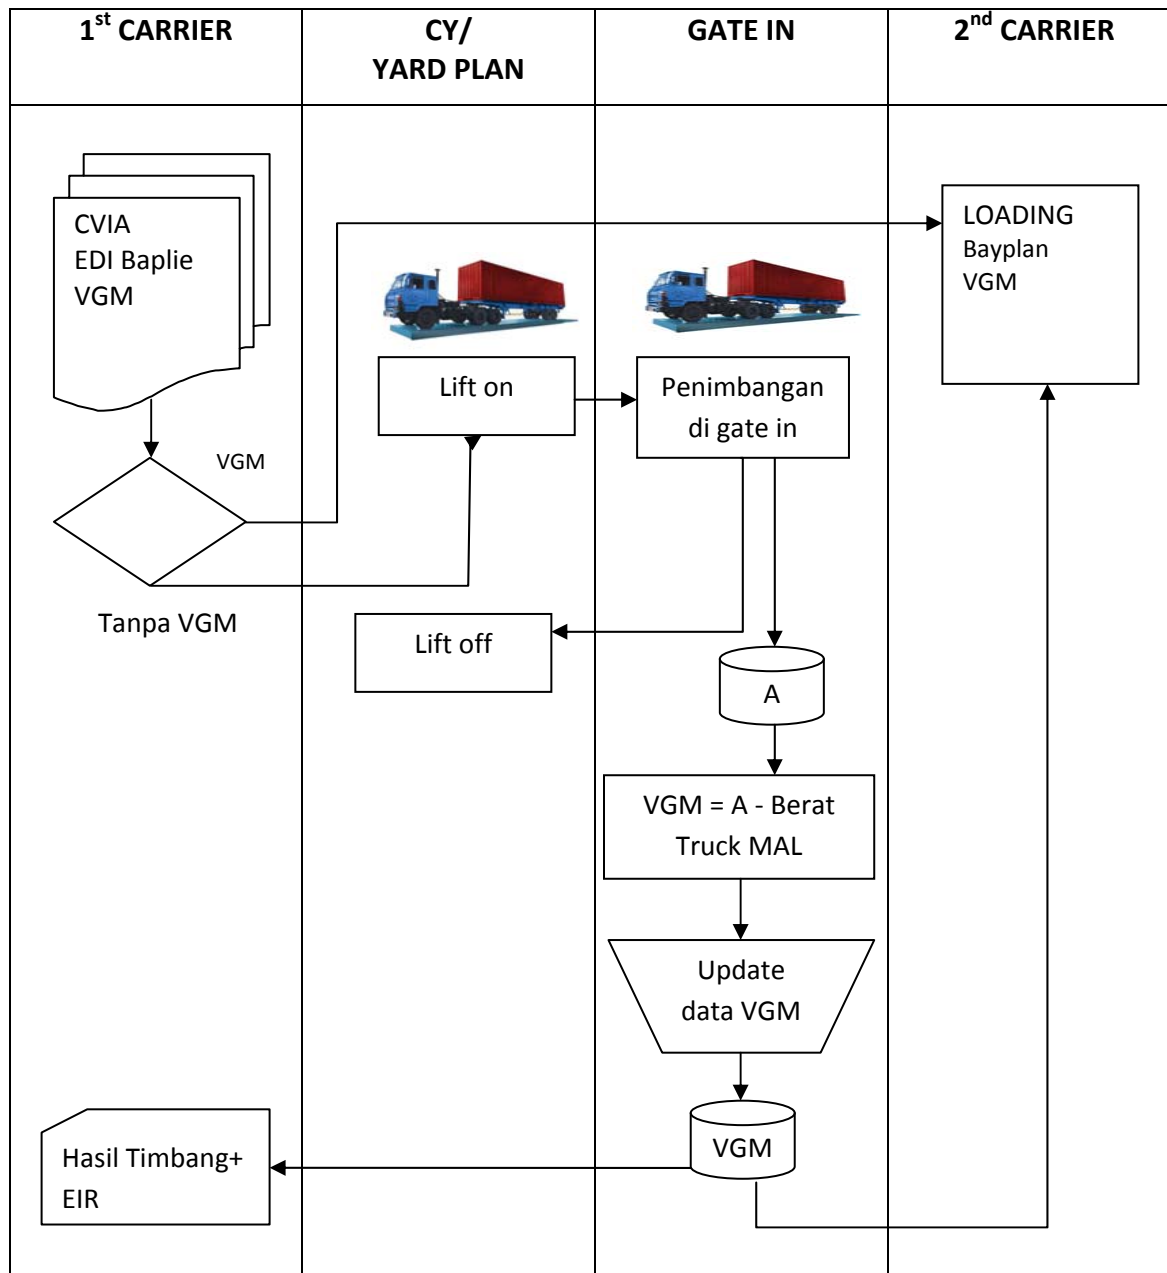 1st CARRIER
CY/
YARD PLAN
GATE IN
2nd CARRIER
CVIA
EDI Baplie
VGM
LOADING
Bayplan
VGM
Lift on
Penimbangan
di gate in
VGM
Tanpa VGM
Lift off
A
VGM = A - Berat
Truck MAL
Update
data VGM
VGM
Hasil Timbang+
EIR